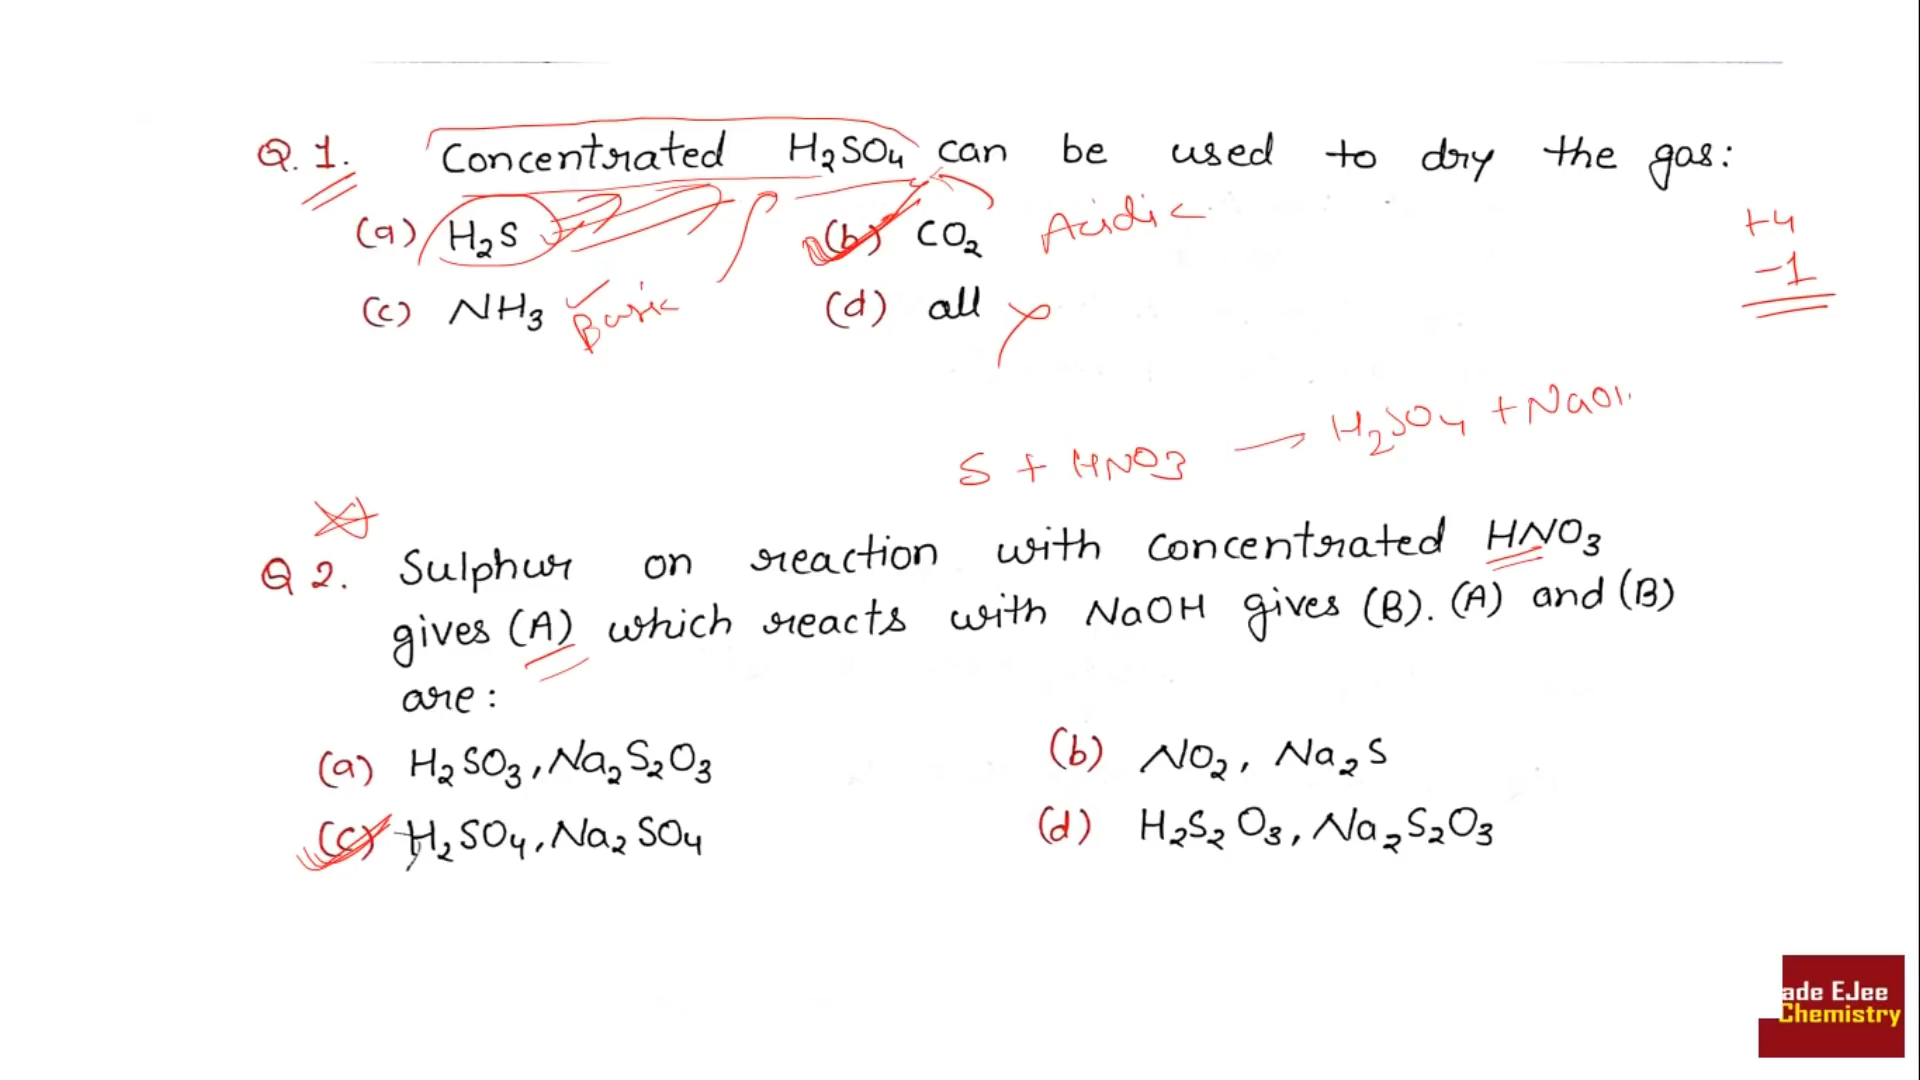 Q. 1. Concentrated H₂SO₄ can be used to dry the gas:
(a) H₂S (b) CO₂ Acidic
+4
-1
(c) NH₃ Basic (d) all
S + HNO₃ → H₂SO₄ + NaOH
Q 2. Sulphur on reaction with concentrated HNO₃
gives (A) which reacts with NaOH gives (B). (A) and (B)
are:
(a) H₂SO₃, Na₂S₂O₃ (b) NO₂, Na₂S
(c) H₂SO₄, Na₂SO₄ (d) H₂S₂O₃, Na₂S₂O₃
ade EJee
Chemistry